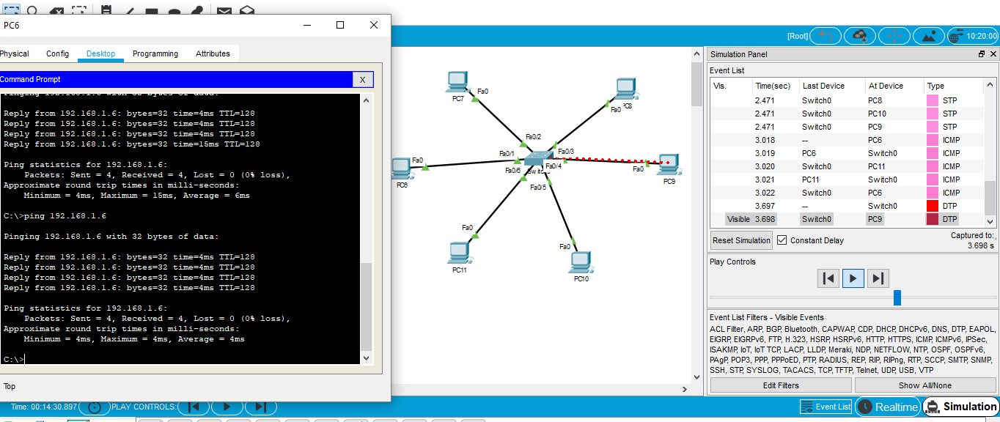 PC6
Physical Config Desktop Programming Attributes
Command Prompt X
Pinging 192.168.1.6 with 32 bytes of data:
Reply from 192.168.1.6: bytes=32 time=4ms TTL=128
Reply from 192.168.1.6: bytes=32 time=4ms TTL=128
Reply from 192.168.1.6: bytes=32 time=4ms TTL=128
Reply from 192.168.1.6: bytes=32 time=15ms TTL=128
Ping statistics for 192.168.1.6:
Packets: Sent = 4, Received = 4, Lost = 0 (0% loss),
Approximate round trip times in milli-seconds:
Minimum = 4ms, Maximum = 15ms, Average = 6ms
C:\>ping 192.168.1.6
Pinging 192.168.1.6 with 32 bytes of data:
Reply from 192.168.1.6: bytes=32 time=4ms TTL=128
Reply from 192.168.1.6: bytes=32 time=4ms TTL=128
Reply from 192.168.1.6: bytes=32 time=4ms TTL=128
Reply from 192.168.1.6: bytes=32 time=4ms TTL=128
Ping statistics for 192.168.1.6:
Packets: Sent = 4, Received = 4, Lost = 0 (0% loss),
Approximate round trip times in milli-seconds:
Minimum = 4ms, Maximum = 4ms, Average = 4ms
C:\>
Top
Time: 00:14:30.897 PLAY CONTROLS:
[Root] 10:20:00
PC7 Fa0
Fa0 PC8
Fa0/2
Fa0/1 Fa0/3
Fa0 Fa0/4
Fa0/6 Fa0
PC6 PC9
Fa0/5
Fa0
Fa0
PC11
PC10
Simulation Panel
Event List
Vis. Time(sec) Last Device At Device Type
2.471 Switch0 PC8 STP
2.471 Switch0 PC10 STP
2.471 Switch0 PC9 STP
3.018 -- PC6 ICMP
3.019 PC6 Switch0 ICMP
3.020 Switch0 PC11 ICMP
3.021 PC11 Switch0 ICMP
3.022 Switch0 PC6 ICMP
3.697 -- Switch0 DTP
Visible 3.698 Switch0 PC9 DTP
Reset Simulation Constant Delay Captured to:
3.698 s
Play Controls
Event List Filters - Visible Events
ACL Filter, ARP, BGP, Bluetooth, CAPWAP, CDP, DHCP, DHCPv6, DNS, DTP, EAPOL,
EIGRP, EIGRPv6, FTP, H.323, HSRP, HSRPv6, HTTP, HTTPS, ICMP, ICMPv6, IPSec,
ISAKMP, IoT, IoT TCP, LACP, LLDP, Meraki, NDP, NETFLOW, NTP, OSPF, OSPFv6,
PAgP, POP3, PPP, PPPoED, PTP, RADIUS, REP, RIP, RIPng, RTP, SCCP, SMTP, SNMP,
SSH, STP, SYSLOG, TACACS, TCP, TFTP, Telnet, UDP, USB, VTP
Edit Filters Show All/None
Event List Realtime Simulation